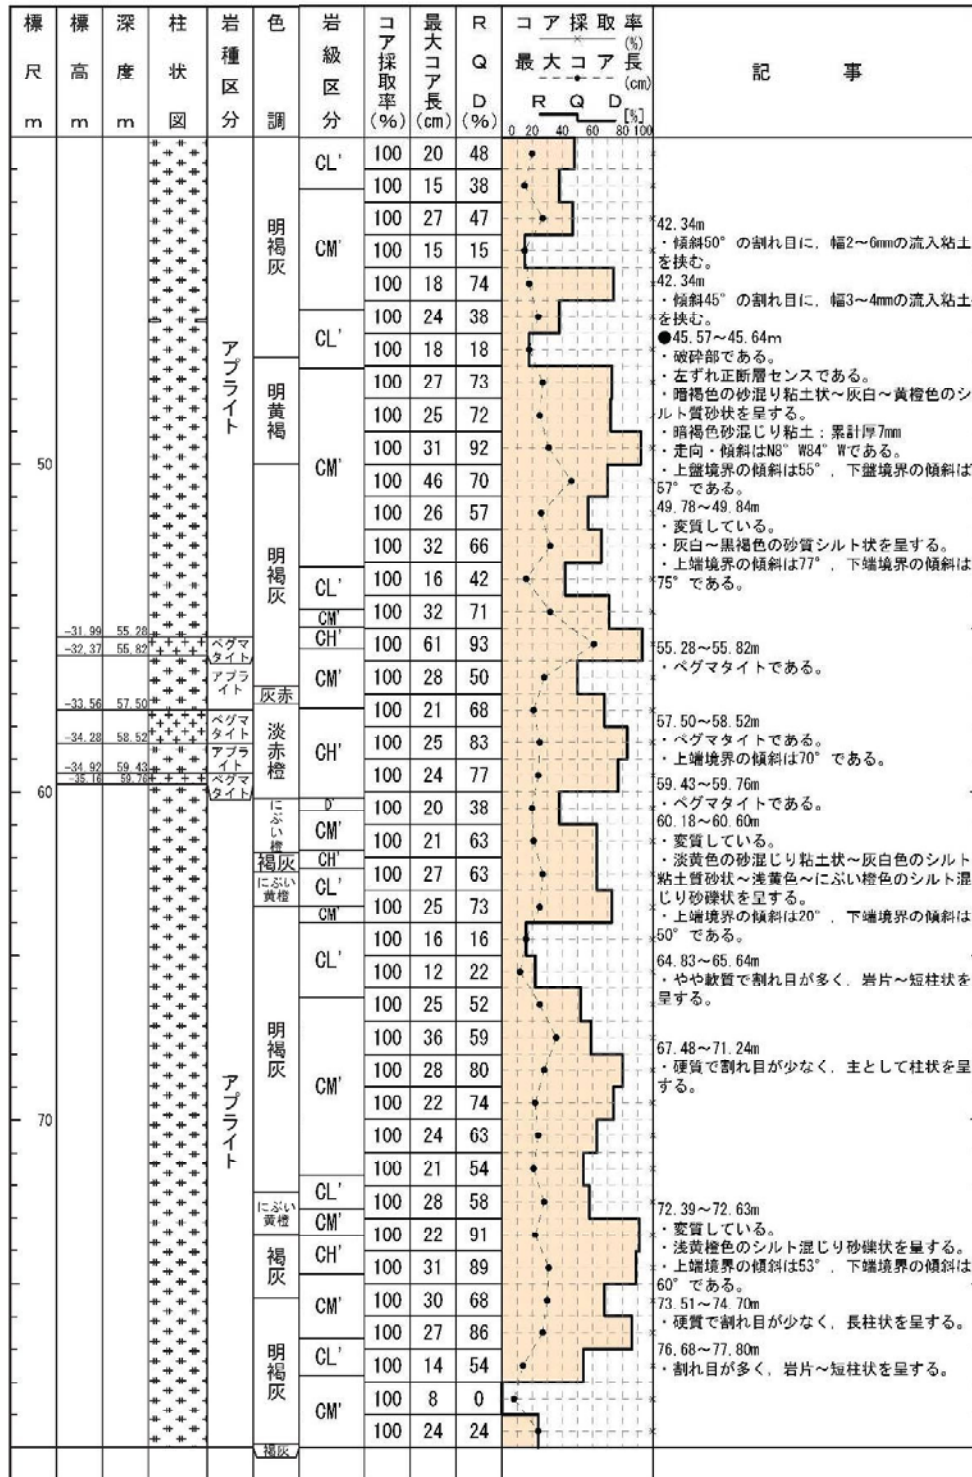 標尺m
標高m
深度m
柱状図
岩種区分
色調
岩級区分
コア採取率(%)
最大コア長(cm)
RQD(%)
コア採取率(%)
最大コア長(cm)
RQD[%]
0 20 40 60 80 100
50
60
70
-31.99 55.28
-32.37 55.82
-33.56 57.50
-34.28 58.52
-34.92 59.43
-35.16 59.76
アプライト
ペグマタイト
アプライト
ペグマタイト
アプライト
ペグマタイト
アプライト
明褐灰
明黄褐
明褐灰
灰赤
淡赤橙
にぶい橙
褐灰
にぶい黄橙
明褐灰
にぶい黄橙
褐灰
明褐灰
褐灰
CL'
CM'
CL'
CM'
CL'
CM'
CH'
CM'
CH'
D'
CM'
CH'
CL'
CM'
CL'
CM'
CL'
CM'
CH'
CM'
CL'
CM'
100 20 48
100 15 38
100 27 47
100 15 15
100 18 74
100 24 38
100 18 18
100 27 73
100 25 72
100 31 92
100 46 70
100 26 57
100 32 66
100 16 42
100 32 71
100 61 93
100 28 50
100 21 68
100 25 83
100 24 77
100 20 38
100 21 63
100 27 63
100 25 73
100 16 16
100 12 22
100 25 52
100 36 59
100 28 80
100 22 74
100 24 63
100 21 54
100 28 58
100 22 91
100 31 89
100 30 68
100 27 86
100 14 54
100 8 0
100 24 24
記事
42.34m
・傾斜50°の割れ目に、幅2～6mmの流入粘土
を挟む。
42.34m
・傾斜45°の割れ目に、幅3～4mmの流入粘土
を挟む。
●45.57～45.64m
・破砕部である。
・左ずれ正断層センスである。
・暗褐色の砂混り粘土状～灰白～黄橙色のシ
ルト質砂状を呈する。
・暗褐色砂混じり粘土：累計厚7mm
・走向・傾斜はN8°W84°Wである。
・上盤境界の傾斜は55°、下盤境界の傾斜は
57°である。
49.78～49.84m
・変質している。
・灰白～黒褐色の砂質シルト状を呈する。
・上端境界の傾斜は77°、下端境界の傾斜は
75°である。
55.28～55.82m
・ペグマタイトである。
57.50～58.52m
・ペグマタイトである。
・上端境界の傾斜は70°である。
59.43～59.76m
・ペグマタイトである。
60.18～60.60m
・変質している。
・淡黄色の砂混じり粘土状～灰白色のシルト
粘土質砂状～浅黄色～にぶい橙色のシルト混
じり砂礫状を呈する。
・上端境界の傾斜は20°、下端境界の傾斜は
50°である。
64.83～65.64m
・やや軟質で割れ目が多く、岩片～短柱状を
呈する。
67.48～71.24m
・硬質で割れ目が少なく、主として柱状を呈
する。
72.39～72.63m
・変質している。
・浅黄橙色のシルト混じり砂礫状を呈する。
・上端境界の傾斜は53°、下端境界の傾斜は
60°である。
73.51～74.70m
・硬質で割れ目が少なく、長柱状を呈する。
76.68～77.80m
・割れ目が多く、岩片～短柱状を呈する。